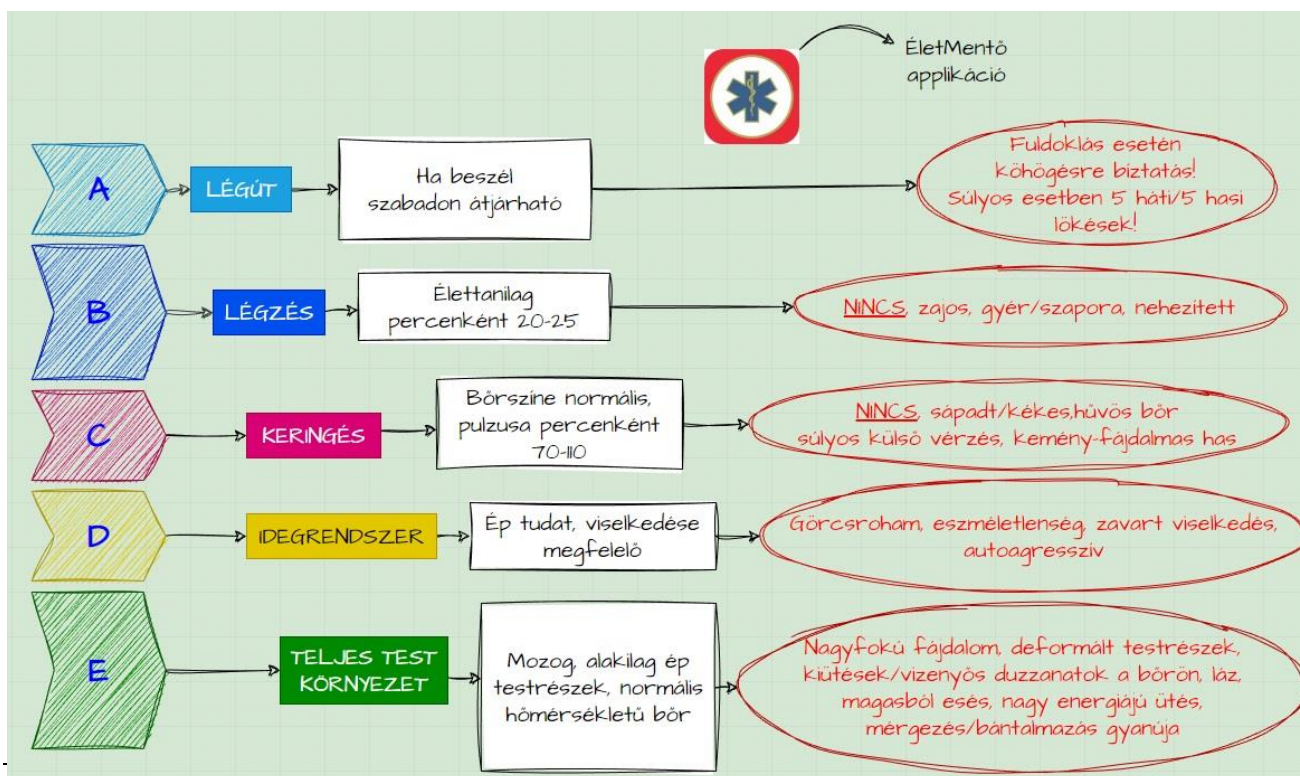 ÉletMentő
applikáció
A
LÉGÚT
Ha beszél
szabadon átjárható
Fuldoklás esetén
köhögésre bíztatás!
Súlyos esetben 5 háti/5 hasi
lökések!
B
LÉGZÉS
Élettanilag
percenként 20-25
NiNCS, zajos, gyér/szapora, nehezített
C
KERINGÉS
Bőrszíne normális,
pulzusa percenként
70-110
NiNCS, sápadt/kékes,hűvös bőr
súlyos külső vérzés, kemény-fájdalmas has
D
IDEGRENDSZER
Ép tudat, viselkedése
megfelelő
Görcsroham, eszméletlenség, zavart viselkedés,
autoagresszív
E
TELJES TEST
KÖRNYEZET
Mozog, alakilag ép
testrészek, normális
hőmérsékletű bőr
Nagyfokú fájdalom, deformált testrészek,
kiütések/vizenyős duzzanatok a bőrön, láz,
magasból esés, nagy energiájú ütés,
mérgezés/bántalmazás gyanúja